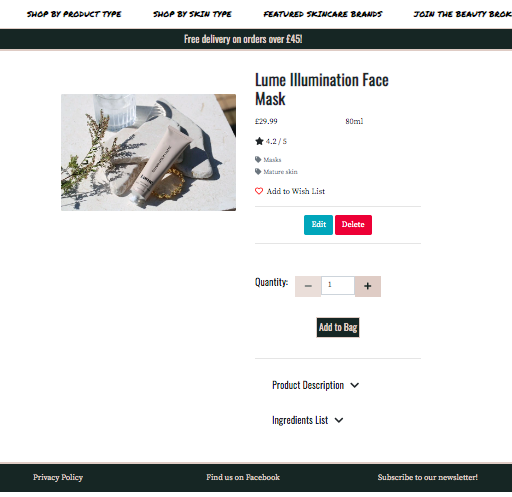 SHOP BY PRODUCT TYPE SHOP BY SKIN TYPE FEATURED SKINCARE BRANDS JOIN THE BEAUTY BROK
Free delivery on orders over £45!
Lume Illumination Face
Mask
£29.99 80ml
4.2 / 5
Masks
Mature skin
Add to Wish List
Edit Delete
Quantity: − 1 +
Add to Bag
Product Description
Ingredients List
Privacy Policy Find us on Facebook Subscribe to our newsletter!